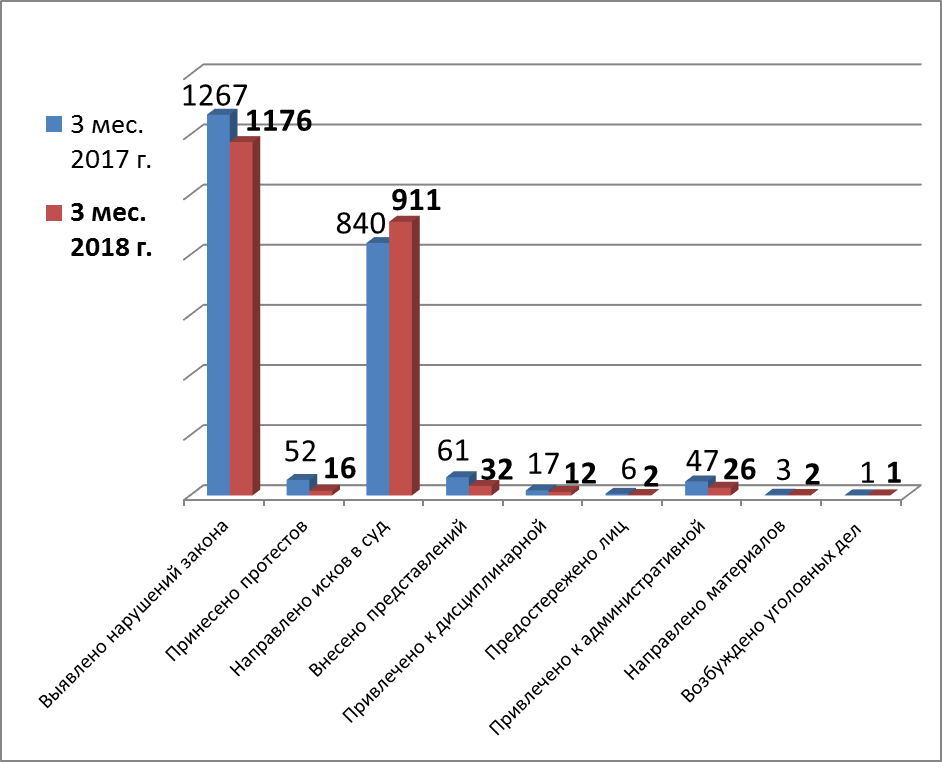 3 мес.
2017 г.
3 мес.
2018 г.
1267
1176
52
16
840
911
61
32
17
12
6
2
47
26
3
2
1
1
Выявлено нарушений закона
Принесено протестов
Направлено исков в суд
Внесено представлений
Привлечено к дисциплинарной
Предостережено лиц
Привлечено к административной
Направлено материалов
Возбуждено уголовных дел